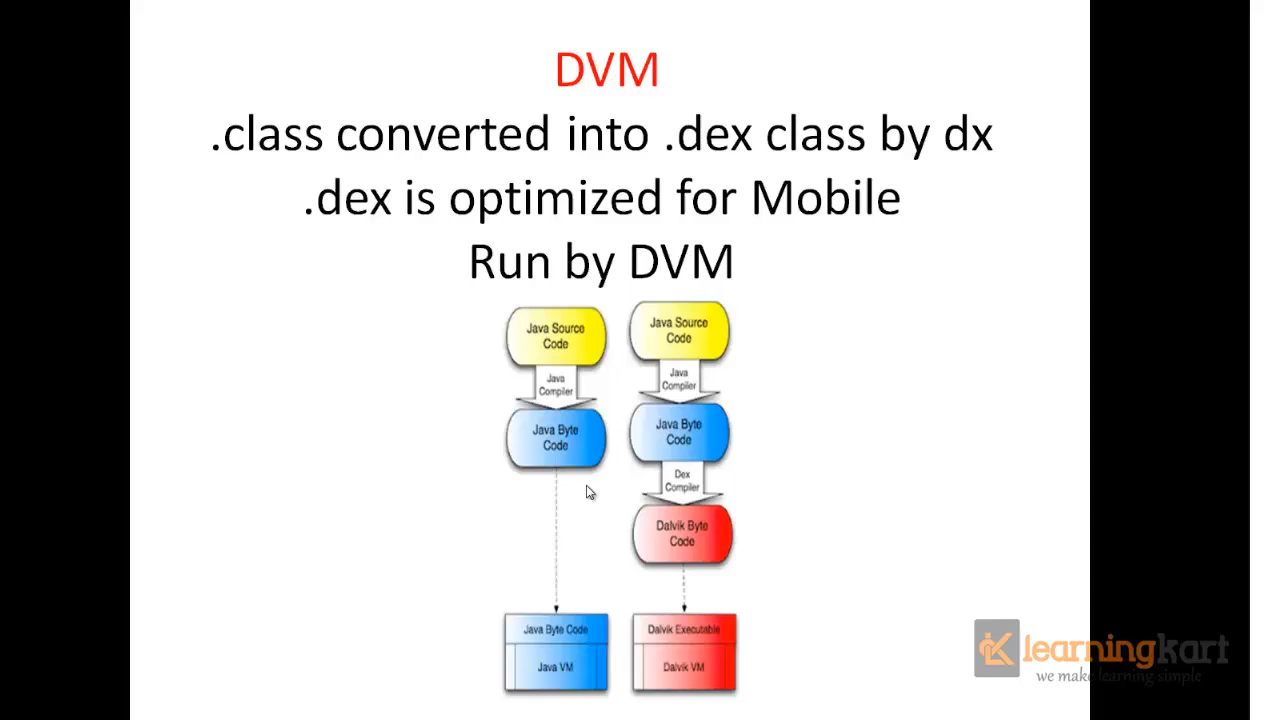 DVM
.class converted into .dex class by dx
.dex is optimized for Mobile
Run by DVM
Java Source
Code
Java
Compiler
Java Byte
Code
Java Byte Code
Java VM
Java Source
Code
Java
Compiler
Java Byte
Code
Dex
Compiler
Dalvik Byte
Code
Dalvik Executable
Dalvik VM
learningkart
we make learning simple